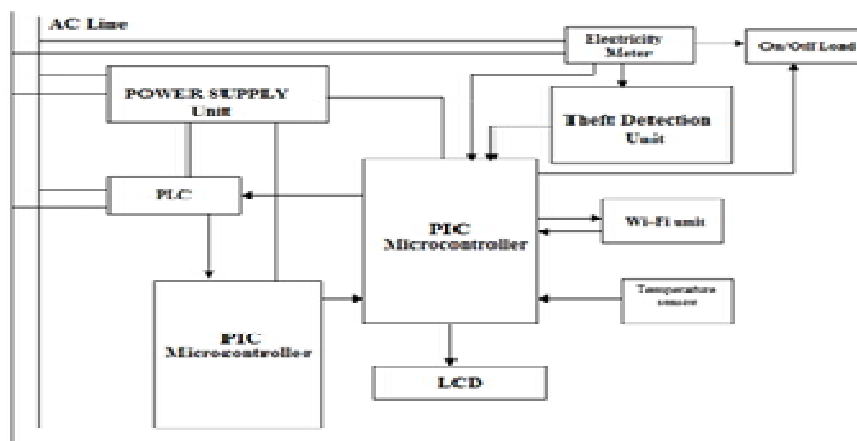 AC Line
Electricity
Meter
On/Off Load
POWER SUPPLY
Unit
Theft Detection
Unit
PLC
PIC
Microcontroller
Wi-Fi unit
Temperature
sensor
PIC
Microcontroller
LCD